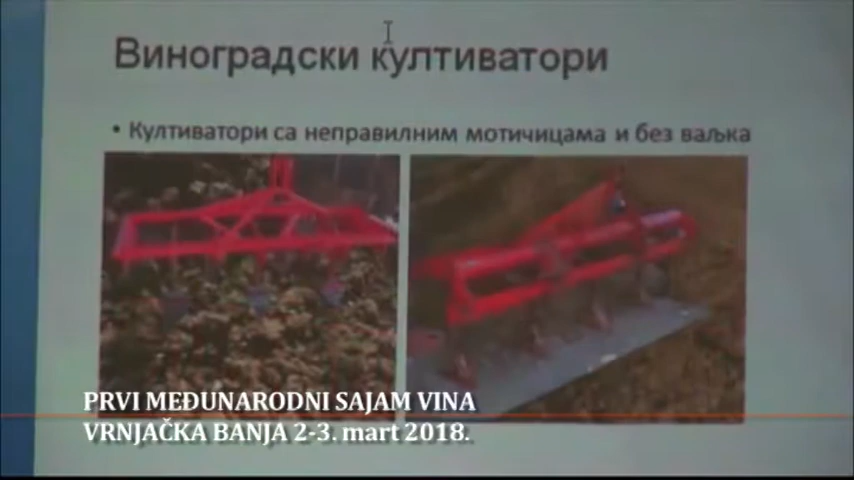 Виноградски култиватори
• Култиватори са неправилним мотичицама и без ваљка
PRVI MEĐUNARODNI SAJAM VINA
VRNJAČKA BANJA 2-3. mart 2018.